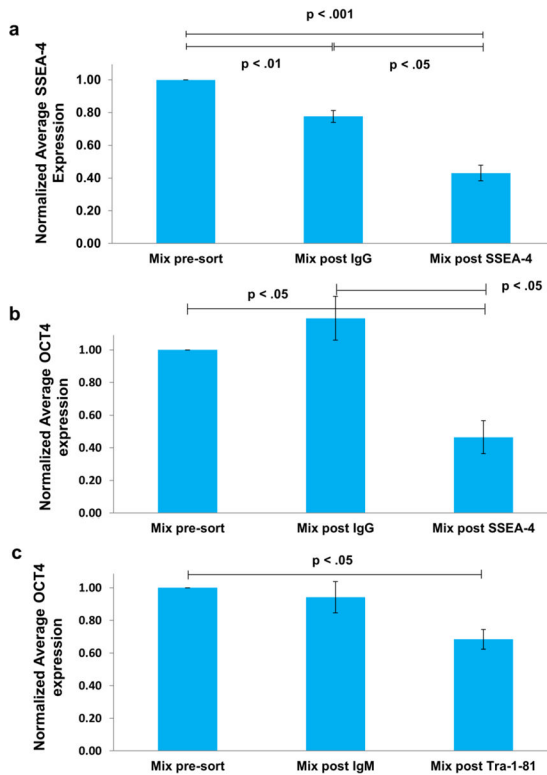 a
p < .001
p < .01
p < .05
Normalized Average SSEA-4
Expression
1.00
0.80
0.60
0.40
0.20
0.00
Mix pre-sort
Mix post IgG
Mix post SSEA-4
b
p < .05
p < .05
Normalized Average OCT4
expression
1.00
0.80
0.60
0.40
0.20
0.00
Mix pre-sort
Mix post IgG
Mix post SSEA-4
c
p < .05
Normalized Average OCT4
expression
1.00
0.80
0.60
0.40
0.20
0.00
Mix pre-sort
Mix post IgM
Mix post Tra-1-81